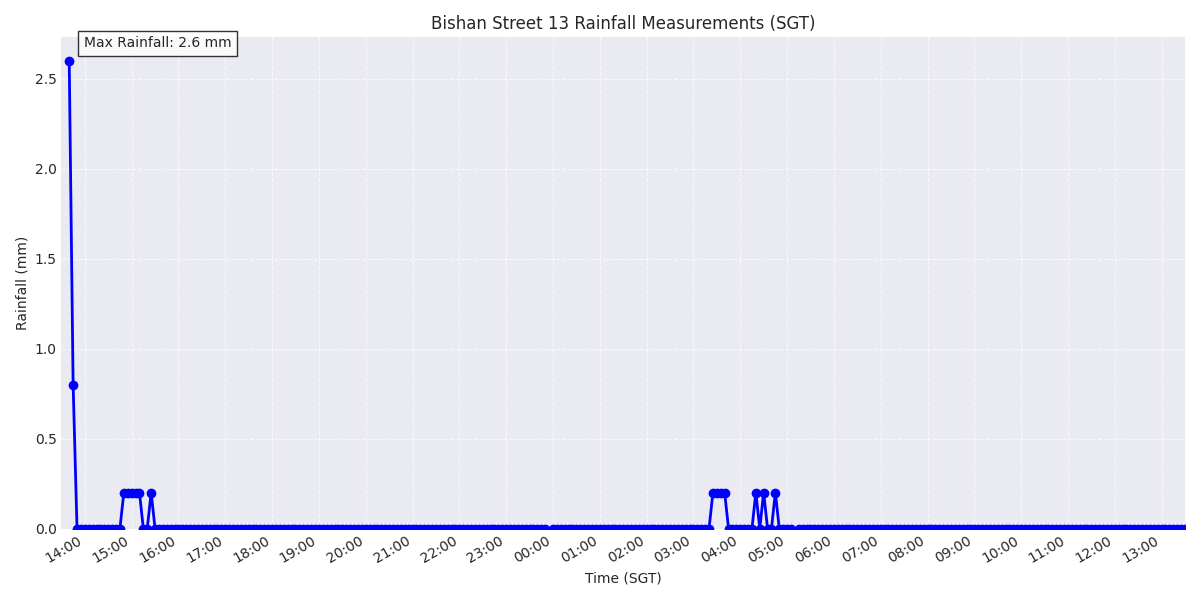 Bishan Street 13 Rainfall Measurements (SGT)
Max Rainfall: 2.6 mm
2.5
2.0
1.5
1.0
0.5
0.0
Rainfall (mm)
14:00 15:00 16:00 17:00 18:00 19:00 20:00 21:00 22:00 23:00 00:00 01:00 02:00 03:00 04:00 05:00 06:00 07:00 08:00 09:00 10:00 11:00 12:00 13:00
Time (SGT)